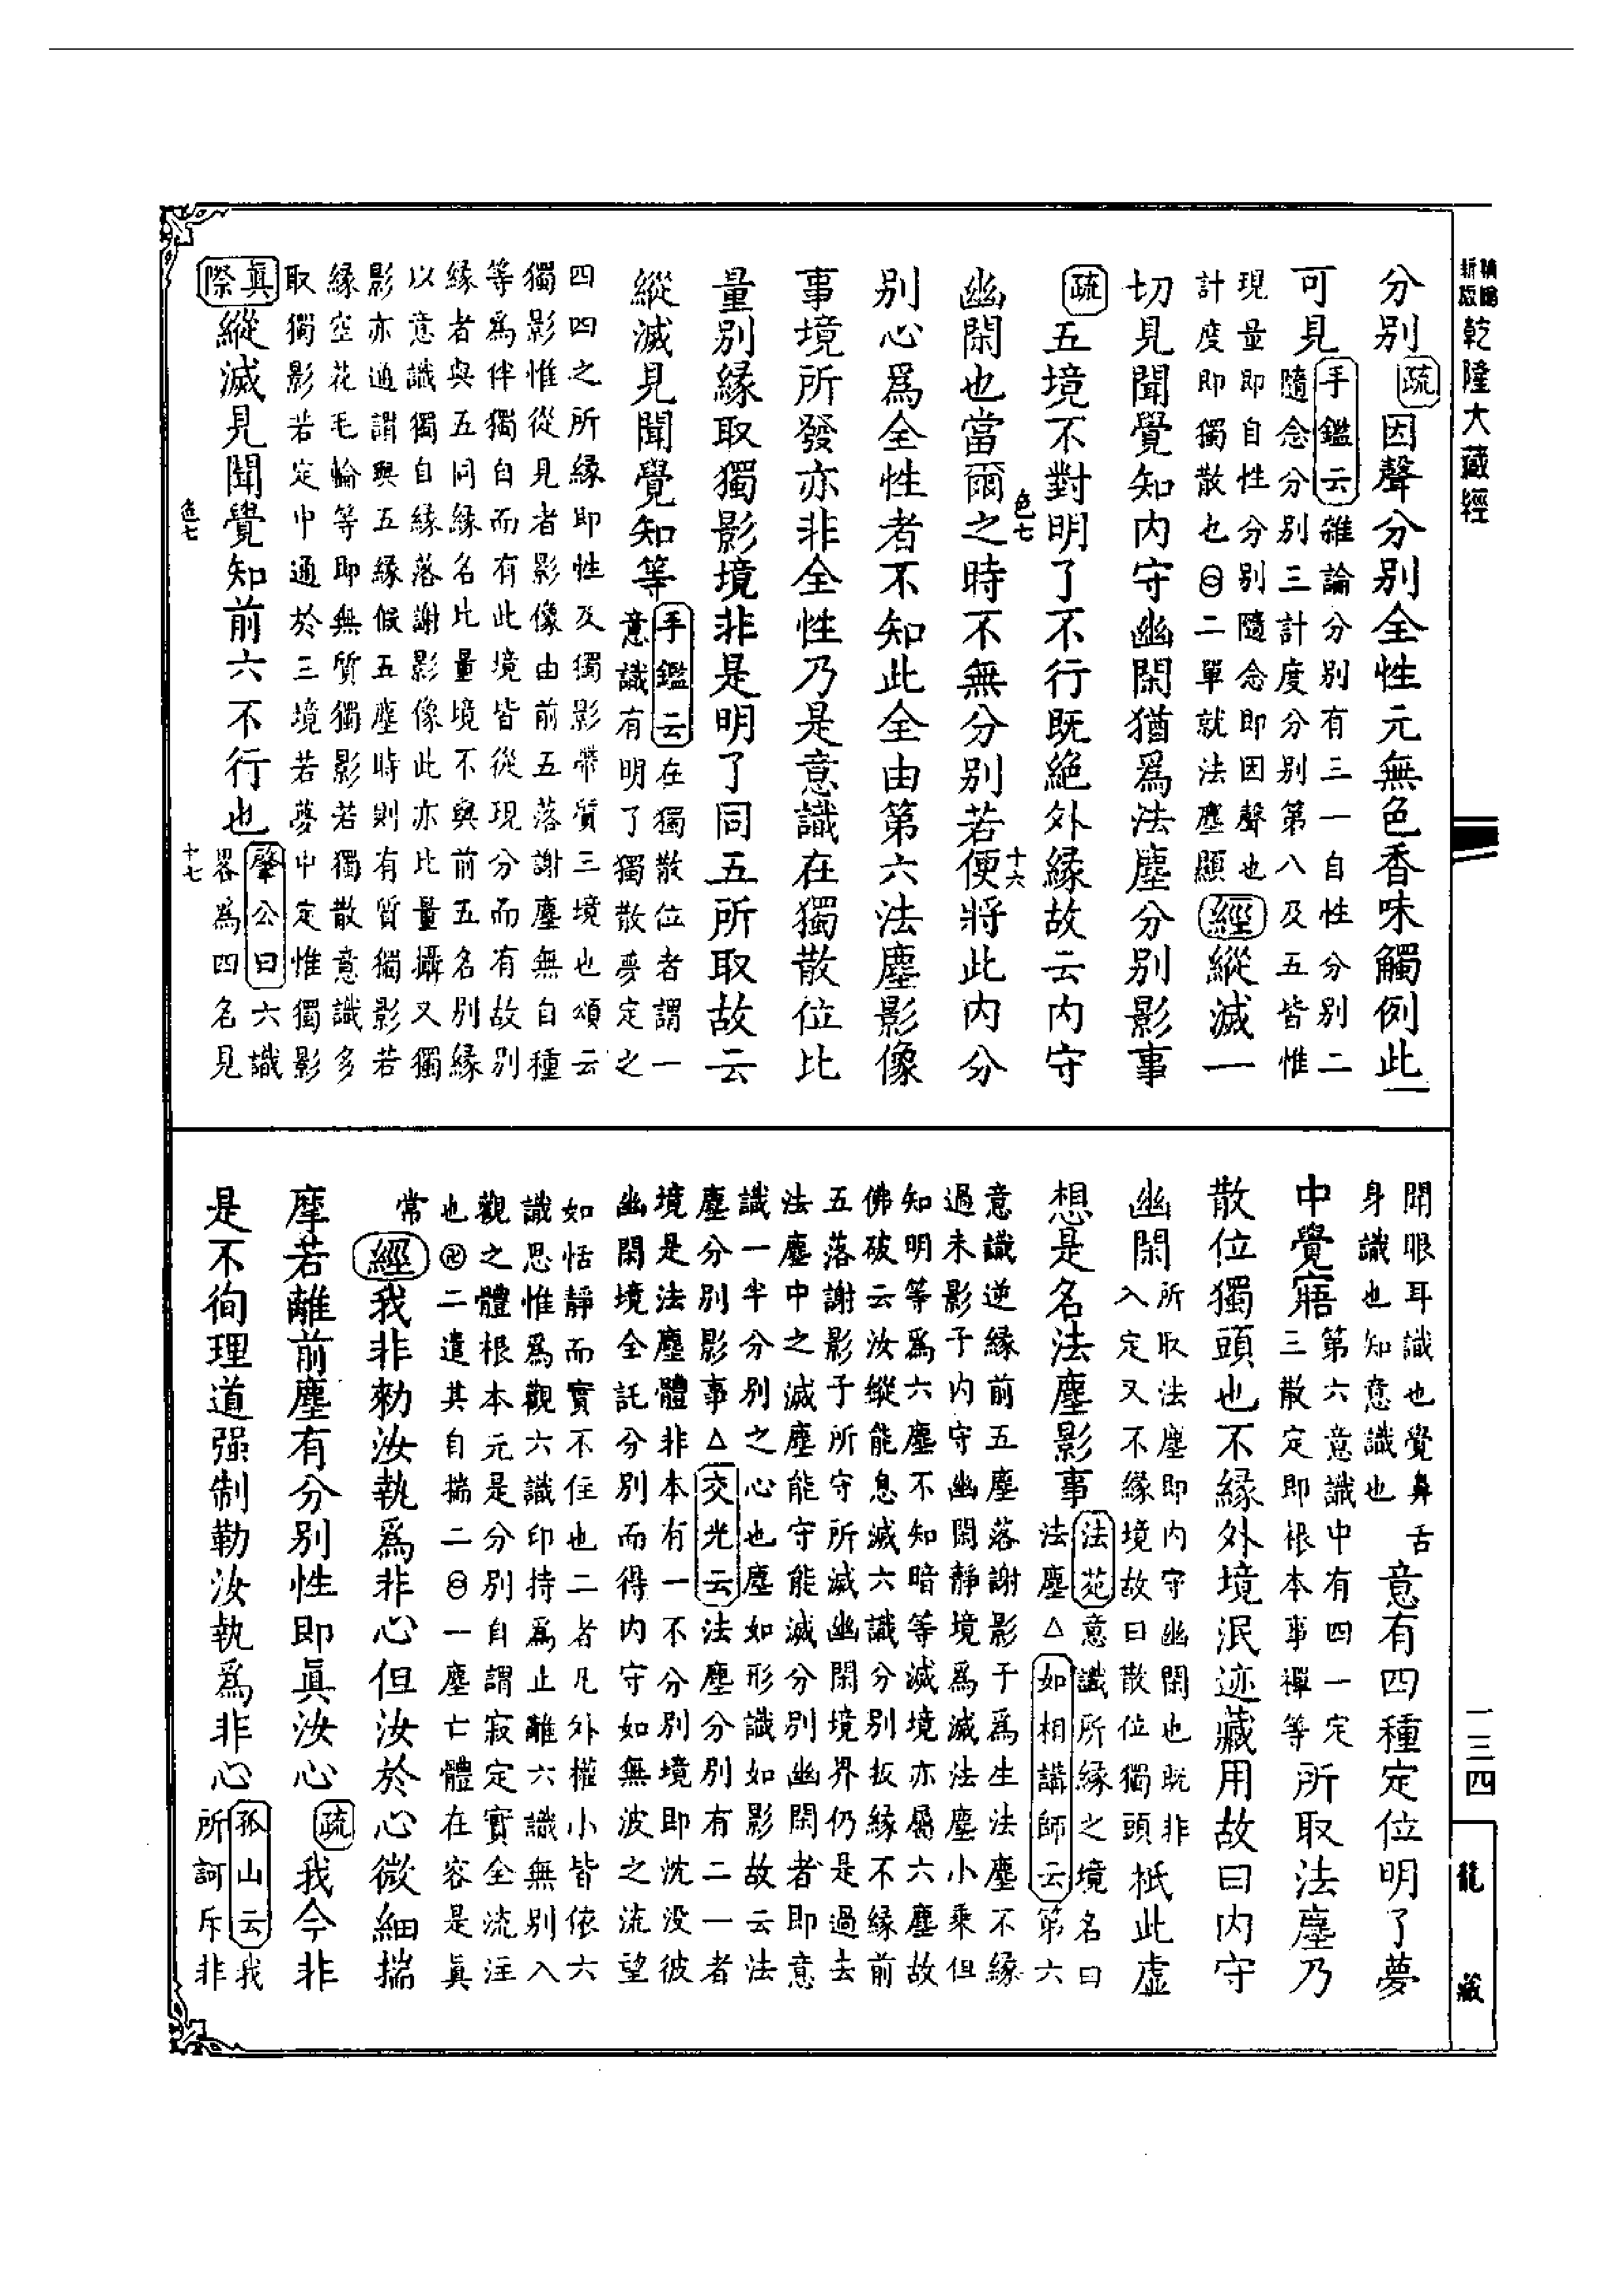 乾隆大藏經
一三四
龍藏
分別疏因聲分別全性元無色香味觸例此一
可見手鑑云雜論分別有三一自性分別二
隨念分別三計度分別第八及五皆惟
現量即自性分別隨念即因聲也
計度即獨散也㊀二單就法塵顯經縱滅一
切見聞覺知内守幽閑猶爲法塵分別影事
疏五境不對明了不行既絶外緣故云内守
幽閑也當爾之時不無分別若便將此内分
色七
十六
別心爲全性者不知此全由第六法塵影像
事境所發亦非全性乃是意識在獨散位比
量別緣取獨影境非是明了同五所取故云
縱滅見聞覺知等手鑑云在獨散位者謂一
意識有明了獨散夢定之
四四之所緣即性及獨影帶質三境也頌云
獨影惟從見者影像由前五落謝塵無自種
等爲伴獨自而有此境皆從現分而有故別
緣者與五同緣名比量境不與前五名別緣
以意識獨自緣落謝影像此亦比量攝又獨
影亦通謂與五緣假五塵時則有質獨影若
緣空花毛輪等即無質獨影若獨散意識多
取獨影若定中通於三境若夢中定惟獨影
眞際縱滅見聞覺知前六不行也肇公曰六識
畧爲四名見
色七
十七
聞眼耳識也覺鼻舌
身識也知意識也意有四種定位明了夢
中覺寤第六意識中有四一定
三散定即根本事禪等所取法塵乃
散位獨頭也不緣外境泯迹藏用故曰内守
幽閑所取法塵即内守幽閑也既非
入定又不緣境故曰散位獨頭祇此虛
想是名法塵影事法苑意識所緣之境名曰
法塵△如相講師云第六
意識逆緣前五塵落謝影子爲生法塵不緣
過未影子内守幽閑靜境爲滅法塵小乘但
知明等爲六塵不知暗等滅境亦屬六塵故
佛破云汝縱能息滅六識分別扳緣不緣前
五落謝影子所守所滅幽閑境界仍是過去
法塵中之滅塵能守能滅分別幽閑者即意
識一半分別之心也塵如形識如影故云法
塵分別影事△交光云法塵分別有二一者
境是法塵體非本有一不分別境即沈没彼
幽閑境全託分別而得内守如無波之流望
如恬靜而實不住也二者凡外權小皆依六
識思惟爲觀六識印持爲止離六識無別入
觀之體根本元是分別自謂寂定實全流注
也㊢二遣其自揣二㊀一塵亡體在容是眞
常經我非勑汝執爲非心但汝於心微細揣
摩若離前塵有分別性即眞汝心疏我今非
是不徇理道强制勒汝執爲非心孤山云我
所訶斥非